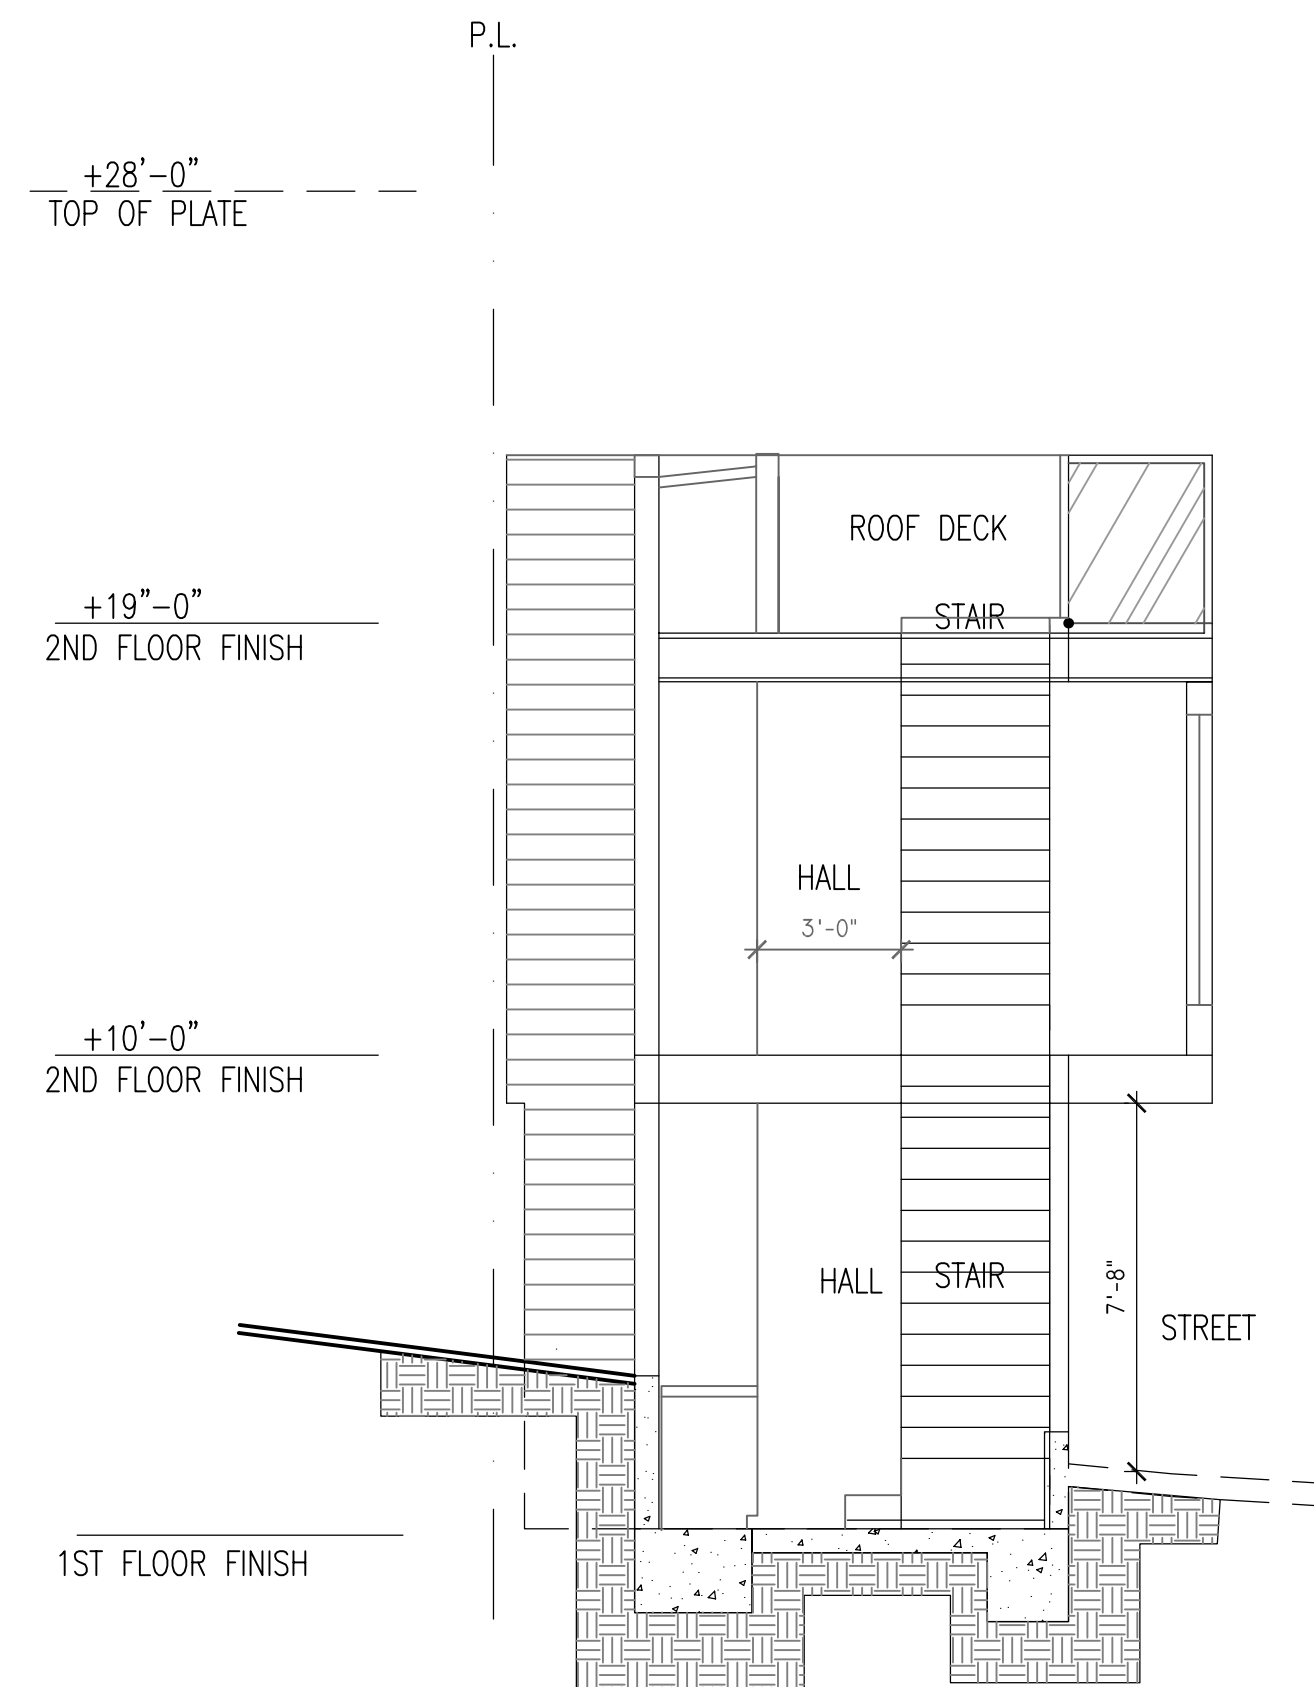 P.L.
+28'-0"
TOP OF PLATE
ROOF DECK
+19"-0"
2ND FLOOR FINISH
STAIR
HALL
3'-0"
+10'-0"
2ND FLOOR FINISH
HALL
STAIR
7'-8"
STREET
1ST FLOOR FINISH